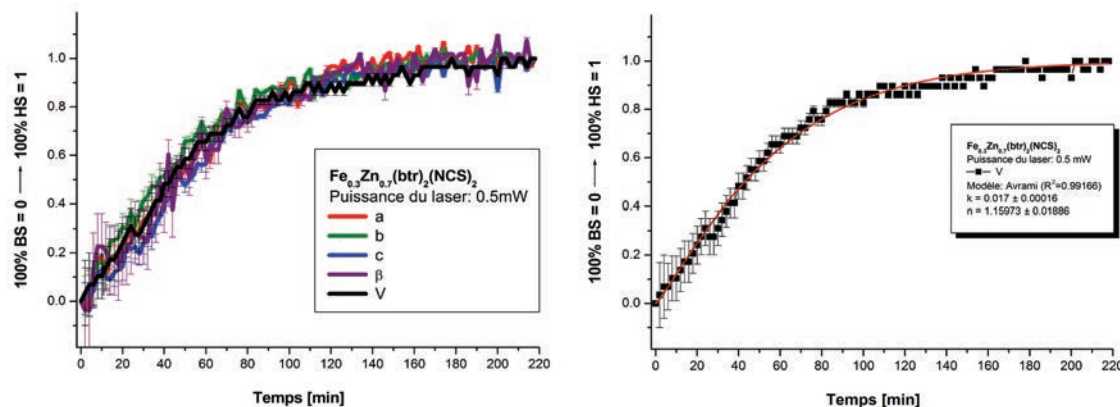 100% BS = 0 ⟶ 100% HS = 1
1.0
0.8
0.6
0.4
0.2
0.0
Fe0.3Zn0.7(btr)2(NCS)2
Puissance du laser: 0.5mW
a
b
c
β
V
0 20 40 60 80 100 120 140 160 180 200 220
Temps [min]
100% BS = 0 ⟶ 100% HS = 1
1.0
0.8
0.6
0.4
0.2
0.0
Fe0.3Zn0.7(btr)2(NCS)2
Puissance du laser: 0.5 mW
V
Modèle: Avrami (R²=0.99166)
k = 0.017 ± 0.00016
n = 1.15973 ± 0.01886
0 20 40 60 80 100 120 140 160 180 200 220
Temps [min]